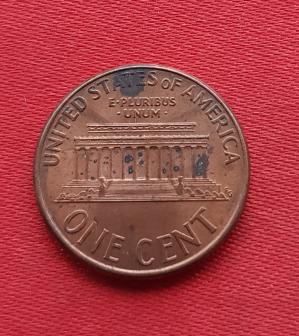 UNITED STATES OF AMERICA
E·PLURIBUS
·UNUM·
ONE CENT